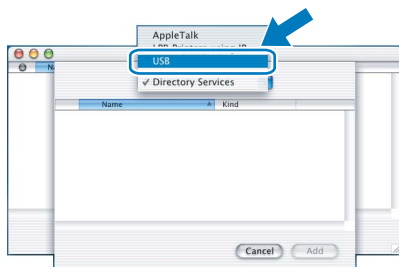 AppleTalk
USB
✓ Directory Services
Name
Kind
Cancel
Add